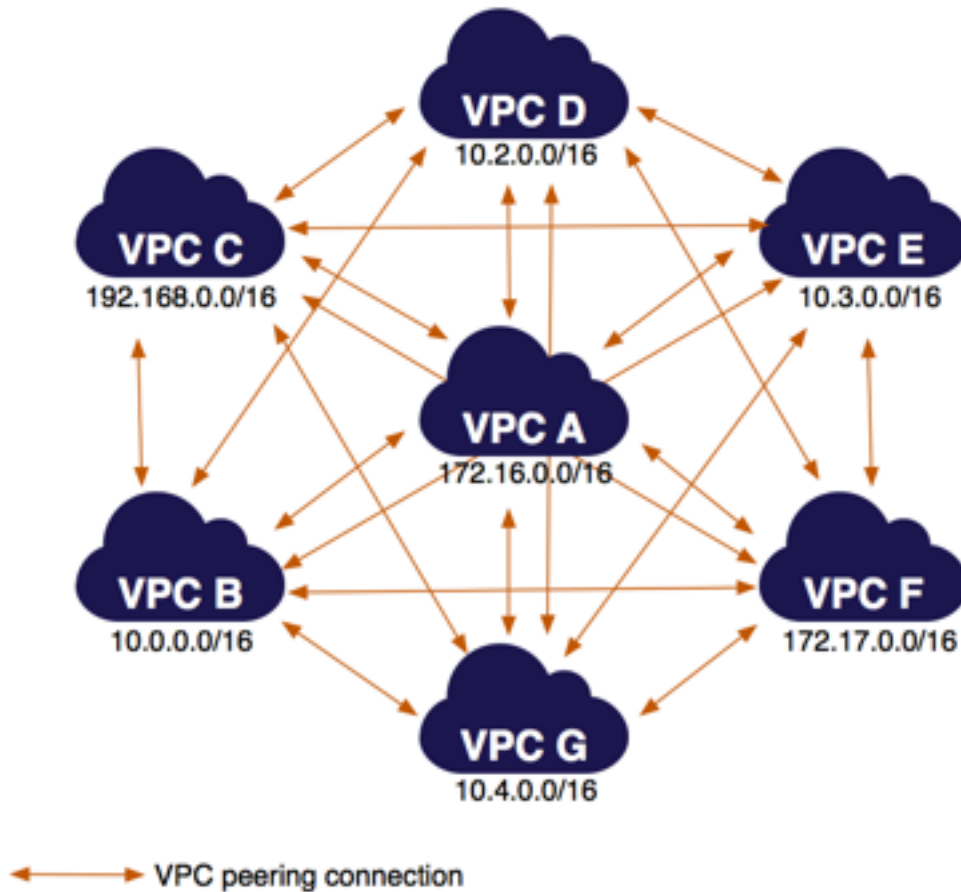 VPC D
10.2.0.0/16
VPC C
192.168.0.0/16
VPC E
10.3.0.0/16
VPC A
172.16.0.0/16
VPC B
10.0.0.0/16
VPC F
172.17.0.0/16
VPC G
10.4.0.0/16
VPC peering connection